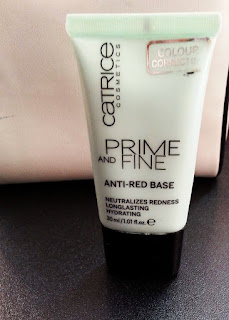 COLOUR
CORRECTING
CATRICE
COSMETICS
PRIME
AND FINE
ANTI-RED BASE
NEUTRALIZES REDNESS
LONGLASTING
HYDRATING
30 ml/1.01 fl.oz. ℮